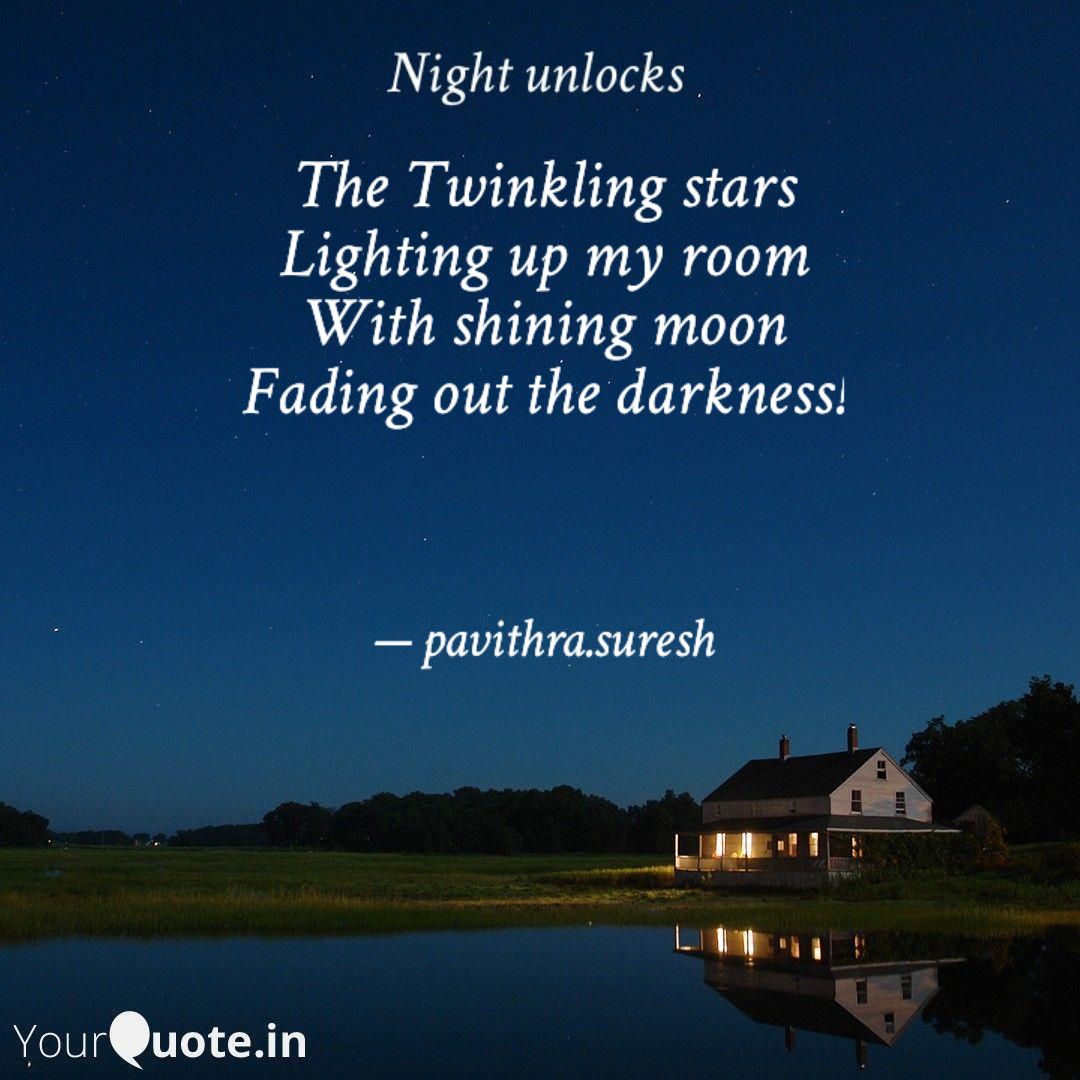 Night unlocks
The Twinkling stars
Lighting up my room
With shining moon
Fading out the darkness!
— pavithra.suresh
YourQuote.in